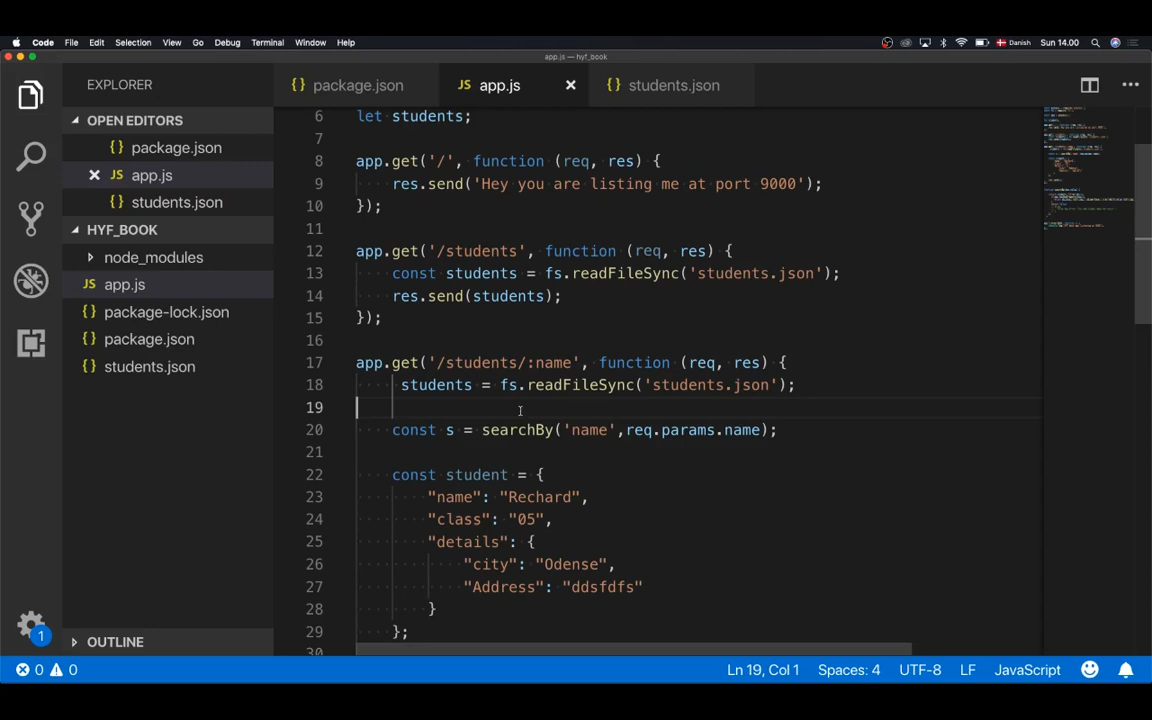 Code File Edit Selection View Go Debug Terminal Window Help Danish Sun 14.00
app.js — hyf_book
EXPLORER
{} package.json JS app.js {} students.json
OPEN EDITORS
{} package.json
JS app.js
{} students.json
HYF_BOOK
node_modules
JS app.js
{} package-lock.json
{} package.json
{} students.json
OUTLINE
1
6 let students;
7
8 app.get('/', function (req, res) {
9 res.send('Hey you are listing me at port 9000');
10 });
11
12 app.get('/students', function (req, res) {
13 const students = fs.readFileSync('students.json');
14 res.send(students);
15 });
16
17 app.get('/students/:name', function (req, res) {
18 students = fs.readFileSync('students.json');
19
20 const s = searchBy('name',req.params.name);
21
22 const student = {
23 "name": "Rechard",
24 "class": "05",
25 "details": {
26 "city": "Odense",
27 "Address": "ddsfdfs"
28 }
29 };
30
0 0 Ln 19, Col 1 Spaces: 4 UTF-8 LF JavaScript